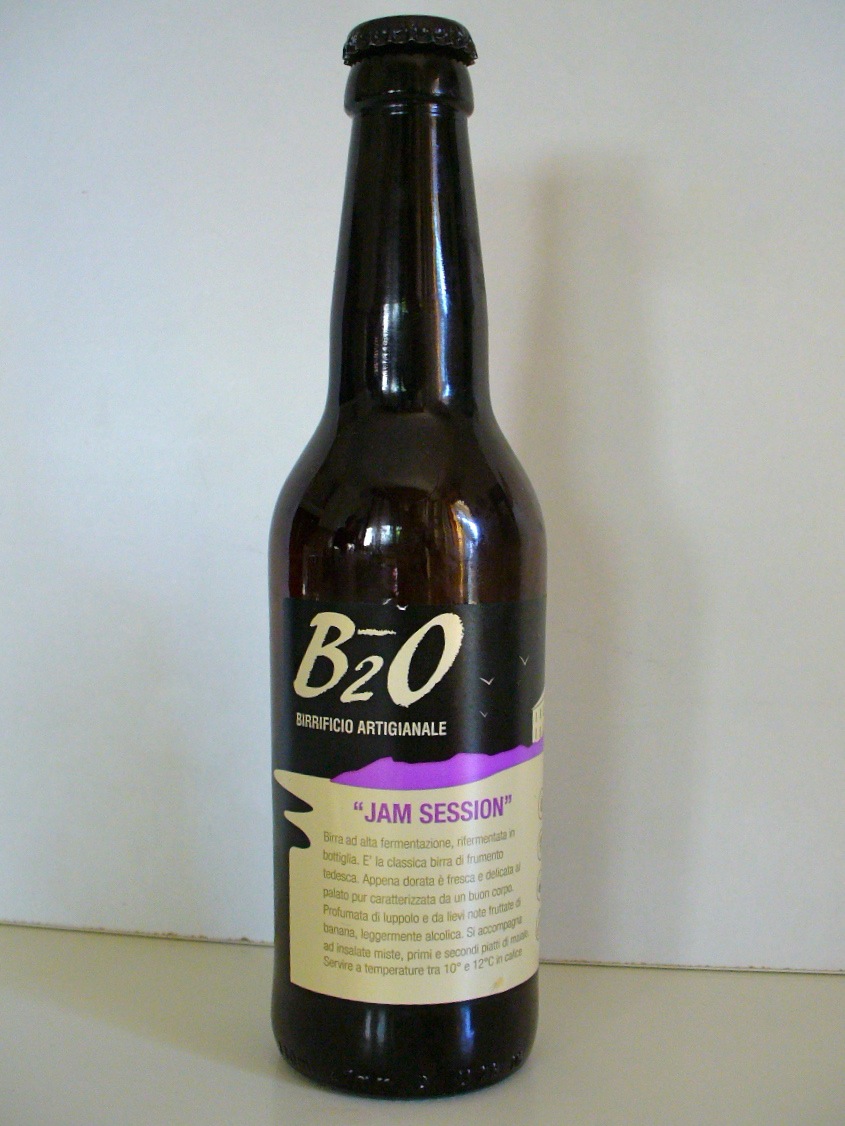 B2O
BIRRIFICIO ARTIGIANALE
“JAM SESSION”
Birra ad alta fermentazione, rifermentata in
bottiglia. E' la classica birra di frumento
tedesca. Appena dorata è fresca e delicata al
palato pur caratterizzata da un buon corpo.
Profumata di luppolo e da lievi note fruttate di
banana, leggermente alcolica. Si accompagna
ad insalate miste, primi e secondi piatti di maiale.
Servire a temperature tra 10° e 12°C in calice